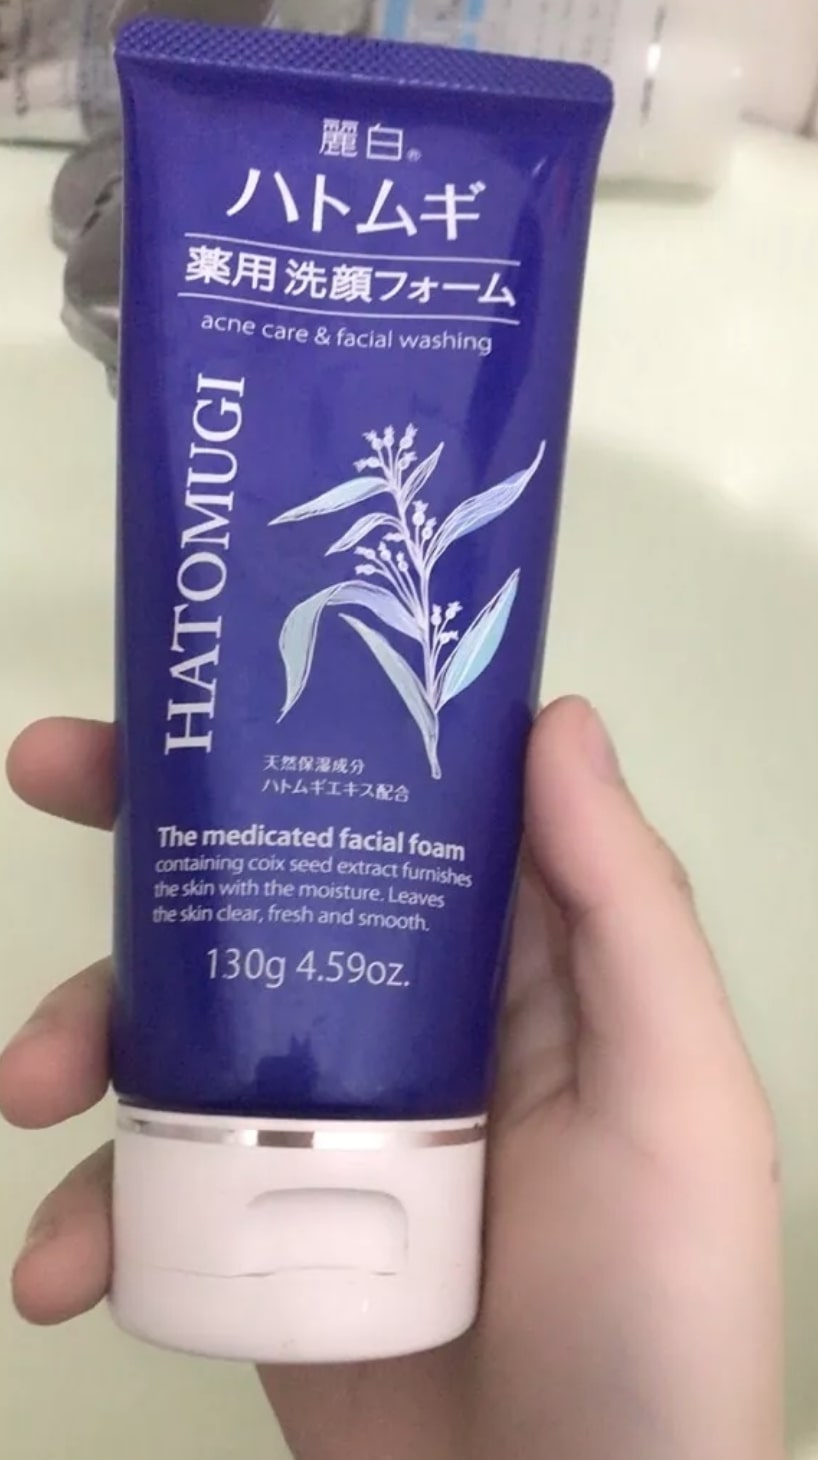 麗白®
ハトムギ
薬用 洗顔フォーム
acne care & facial washing
HATOMUGI
天然保湿成分
ハトムギエキス配合
The medicated facial foam
containing coix seed extract furnishes
the skin with the moisture. Leaves
the skin clear, fresh and smooth.
130g 4.59oz.